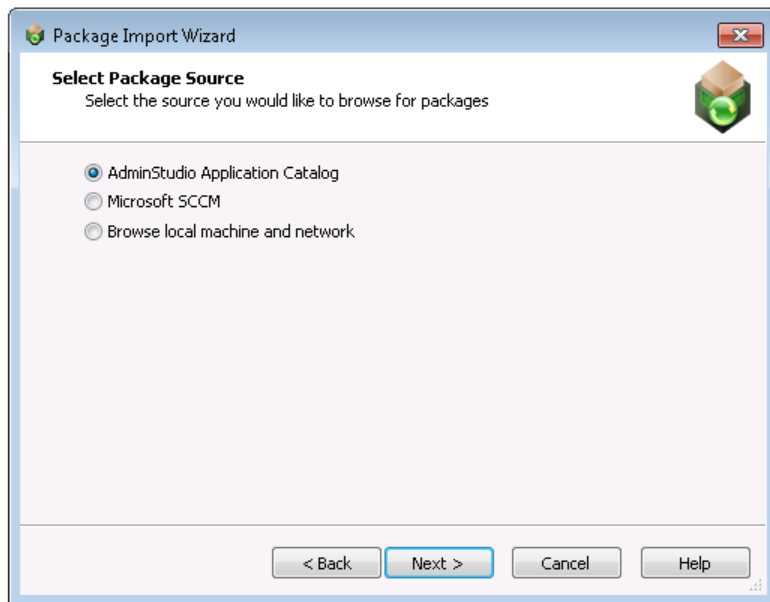 Package Import Wizard
Select Package Source
Select the source you would like to browse for packages
AdminStudio Application Catalog
Microsoft SCCM
Browse local machine and network
< Back
Next >
Cancel
Help